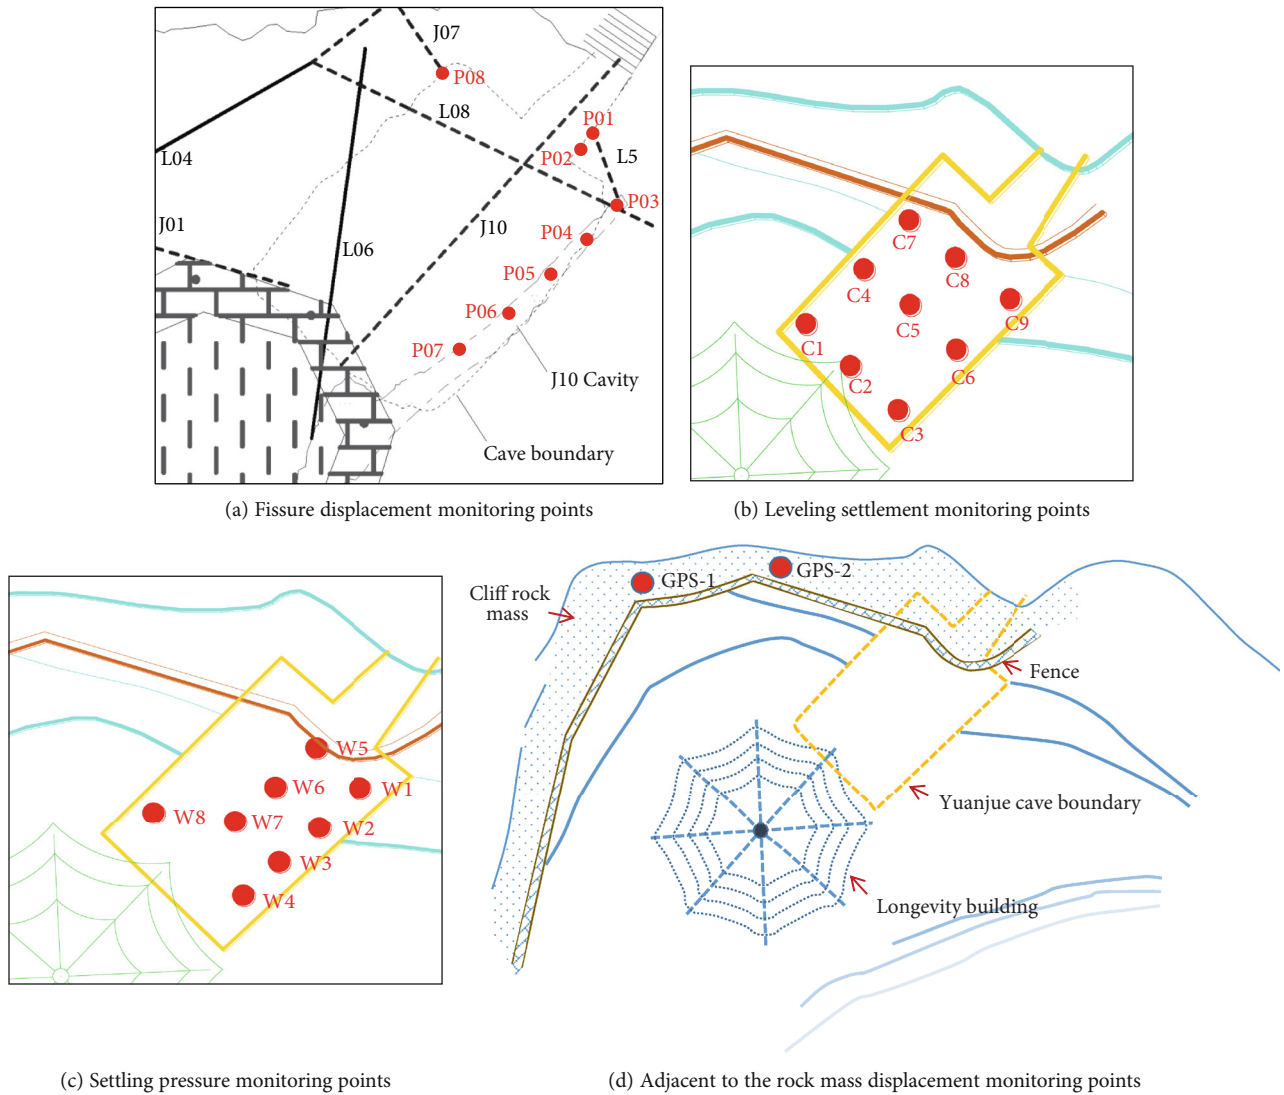 J07
P08
L08
P01
P02
L5
L04
P03
J01
J10
P04
L06
P05
P06
P07
J10 Cavity
Cave boundary
(a) Fissure displacement monitoring points
C7
C8
C4
C5
C9
C1
C6
C2
C3
(b) Leveling settlement monitoring points
W5
W6
W1
W8
W7
W2
W3
W4
(c) Settling pressure monitoring points
GPS-1
GPS-2
Cliff rock
mass
Fence
Yuanjue cave boundary
Longevity building
(d) Adjacent to the rock mass displacement monitoring points